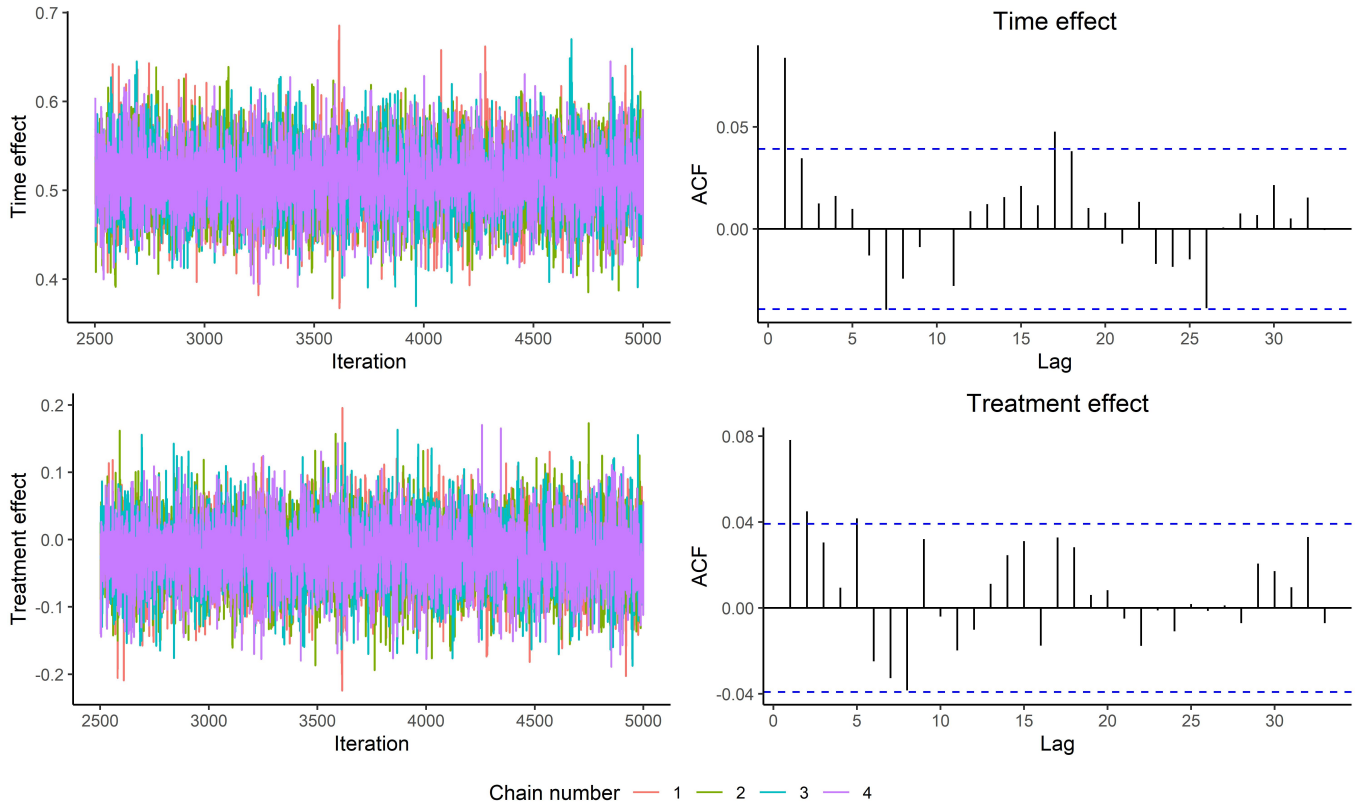 Time effect
0.7
0.6
0.5
0.4
2500 3000 3500 4000 4500 5000
Iteration
Time effect
ACF
0.05
0.00
0 5 10 15 20 25 30
Lag
Treatment effect
0.2
0.1
0.0
-0.1
-0.2
2500 3000 3500 4000 4500 5000
Iteration
Treatment effect
ACF
0.08
0.04
0.00
-0.04
0 5 10 15 20 25 30
Lag
Chain number 1 2 3 4